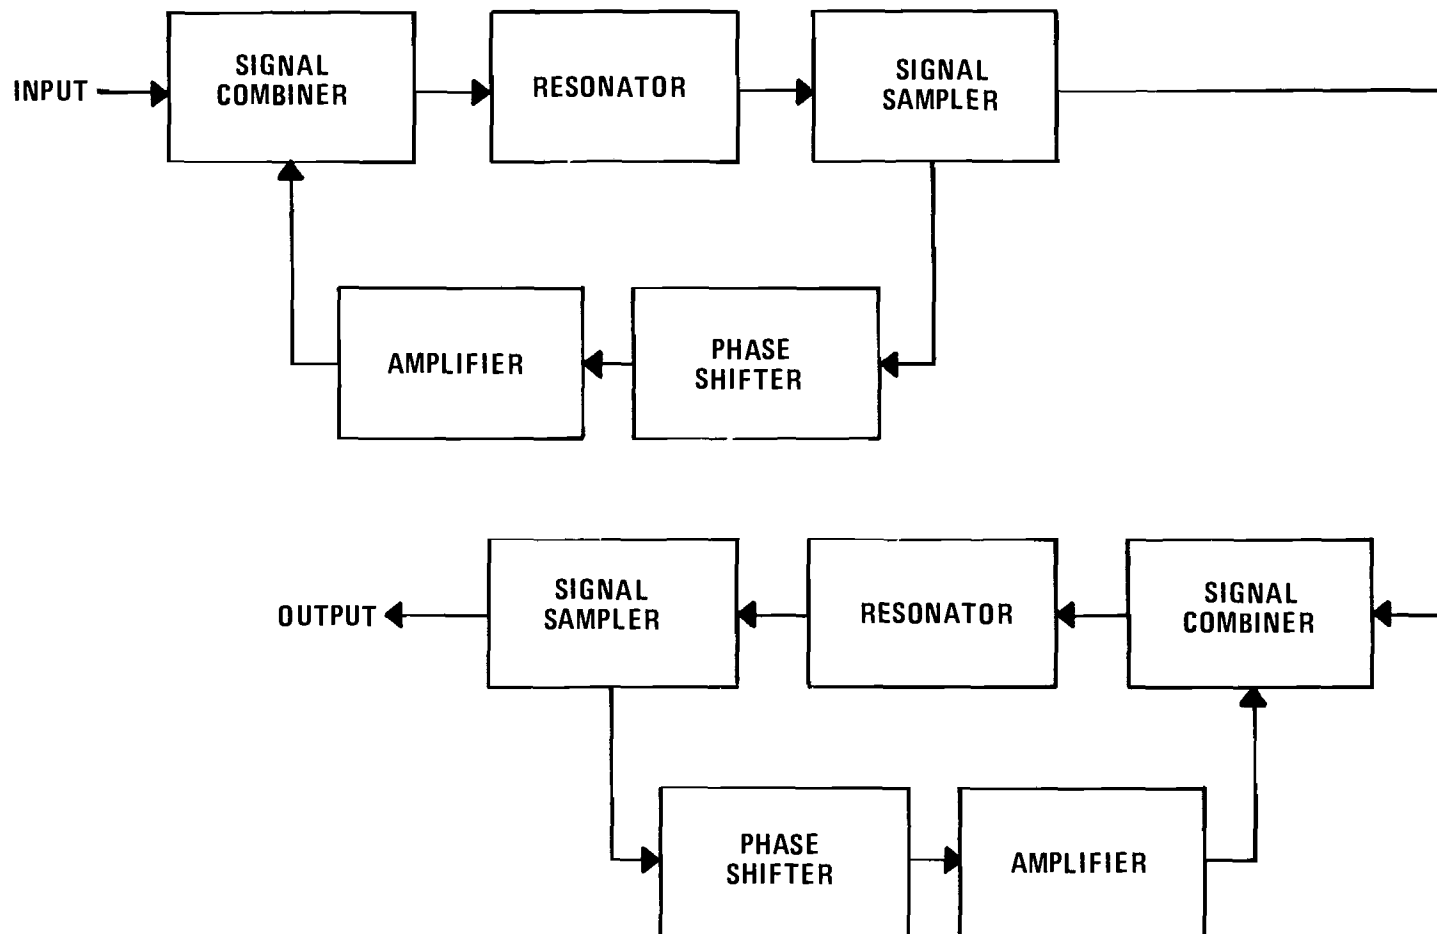 INPUT
SIGNAL
COMBINER
RESONATOR
SIGNAL
SAMPLER
AMPLIFIER
PHASE
SHIFTER
OUTPUT
SIGNAL
SAMPLER
RESONATOR
SIGNAL
COMBINER
PHASE
SHIFTER
AMPLIFIER